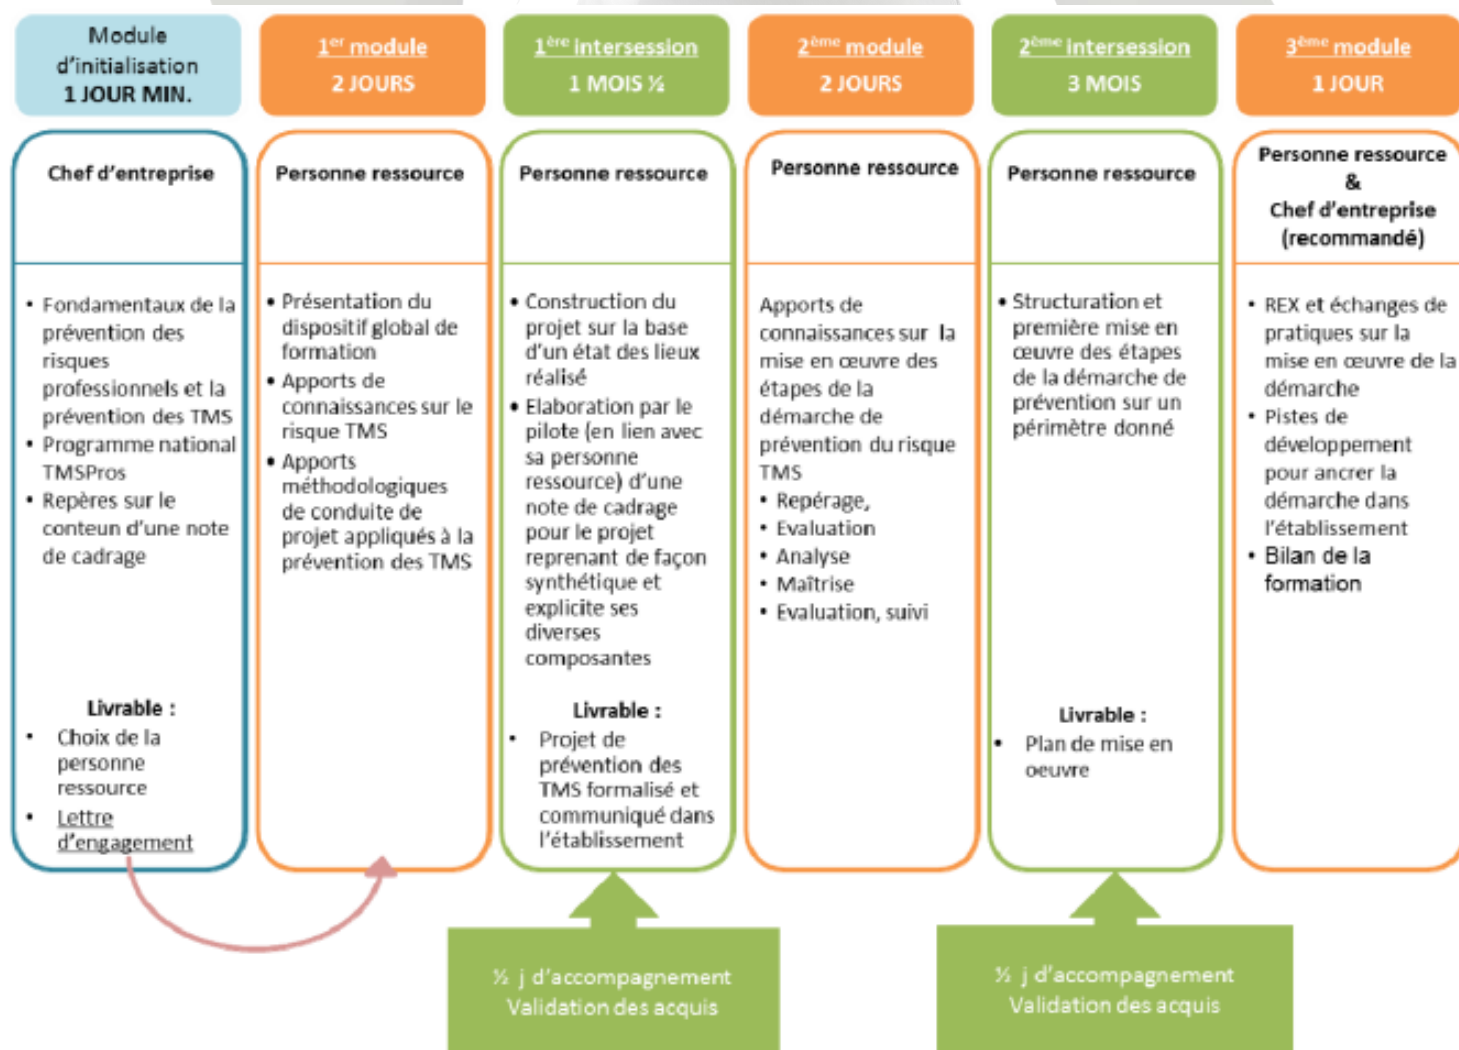 Module
d'initialisation
1 JOUR MIN.
1er module
2 JOURS
1ère intersession
1 MOIS ½
2ème module
2 JOURS
2ème intersession
3 MOIS
3ème module
1 JOUR
Chef d'entreprise
• Fondamentaux de la
prévention des
risques
professionnels et la
prévention des TMS
• Programme national
TMSPros
• Repères sur le
conteun d'une note
de cadrage
Livrable :
• Choix de la
personne
ressource
• Lettre
d'engagement
Personne ressource
• Présentation du
dispositif global de
formation
• Apports de
connaissances sur le
risque TMS
• Apports
méthodologiques
de conduite de
projet appliqués à la
prévention des TMS
Personne ressource
• Construction du
projet sur la base
d'un état des lieux
réalisé
• Elaboration par le
pilote (en lien avec
sa personne
ressource) d'une
note de cadrage
pour le projet
reprenant de façon
synthétique et
explicite ses
diverses
composantes
Livrable :
• Projet de
prévention des
TMS formalisé et
communiqué dans
l'établissement
Personne ressource
Apports de
connaissances sur la
mise en œuvre des
étapes de la
démarche de
prévention du risque
TMS
• Repérage,
• Evaluation
• Analyse
• Maîtrise
• Evaluation, suivi
Personne ressource
• Structuration et
première mise en
œuvre des étapes
de la démarche de
prévention sur un
périmètre donné
Livrable :
• Plan de mise en
oeuvre
Personne ressource
&
Chef d'entreprise
(recommandé)
• REX et échanges de
pratiques sur la
mise en œuvre de la
démarche
• Pistes de
développement
pour ancrer la
démarche dans
l'établissement
• Bilan de la
formation
½ j d'accompagnement
Validation des acquis
½ j d'accompagnement
Validation des acquis